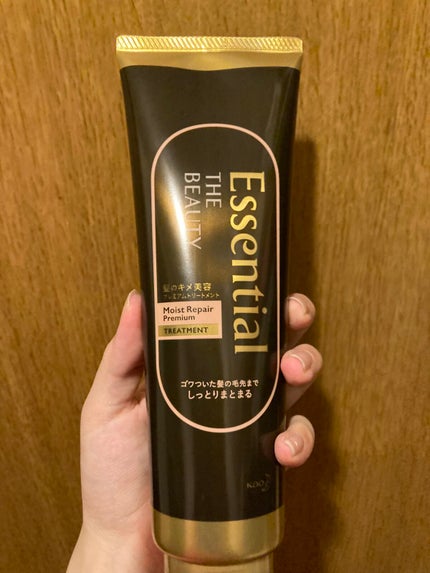 Essential
THE
BEAUTY
髪のキメ美容
プレミアムトリートメント
Moist Repair
Premium
TREATMENT
ゴワついた髪の毛先まで
しっとりまとまる